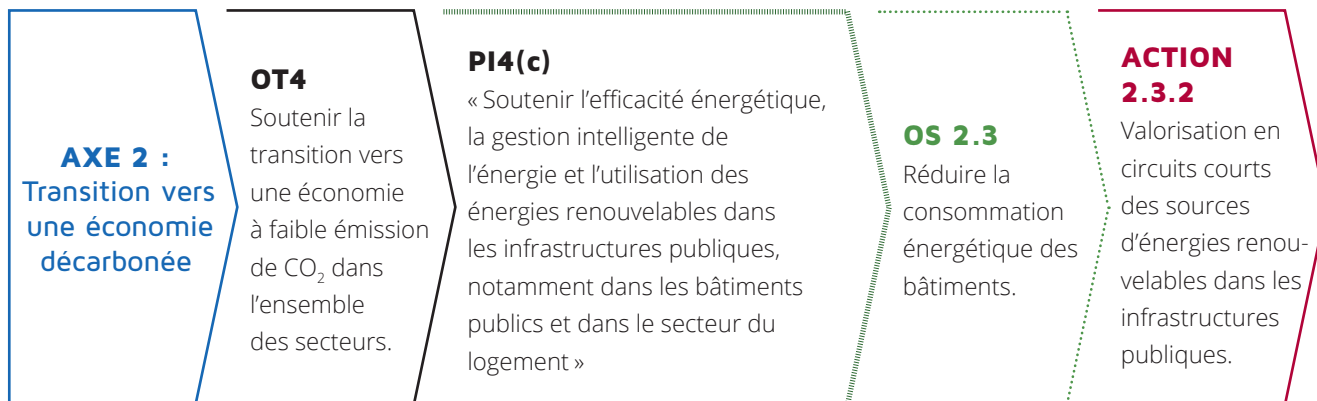 AXE 2 :
Transition vers
une économie
décarbonée
OT4
Soutenir la
transition vers
une économie
à faible émission
de CO₂ dans
l’ensemble
des secteurs.
PI4(c)
« Soutenir l’efficacité énergétique,
la gestion intelligente de
l’énergie et l’utilisation des
énergies renouvelables dans
les infrastructures publiques,
notamment dans les bâtiments
publics et dans le secteur du
logement »
OS 2.3
Réduire la
consommation
énergétique des
bâtiments.
ACTION
2.3.2
Valorisation en
circuits courts
des sources
d’énergies renou-
velables dans les
infrastructures
publiques.